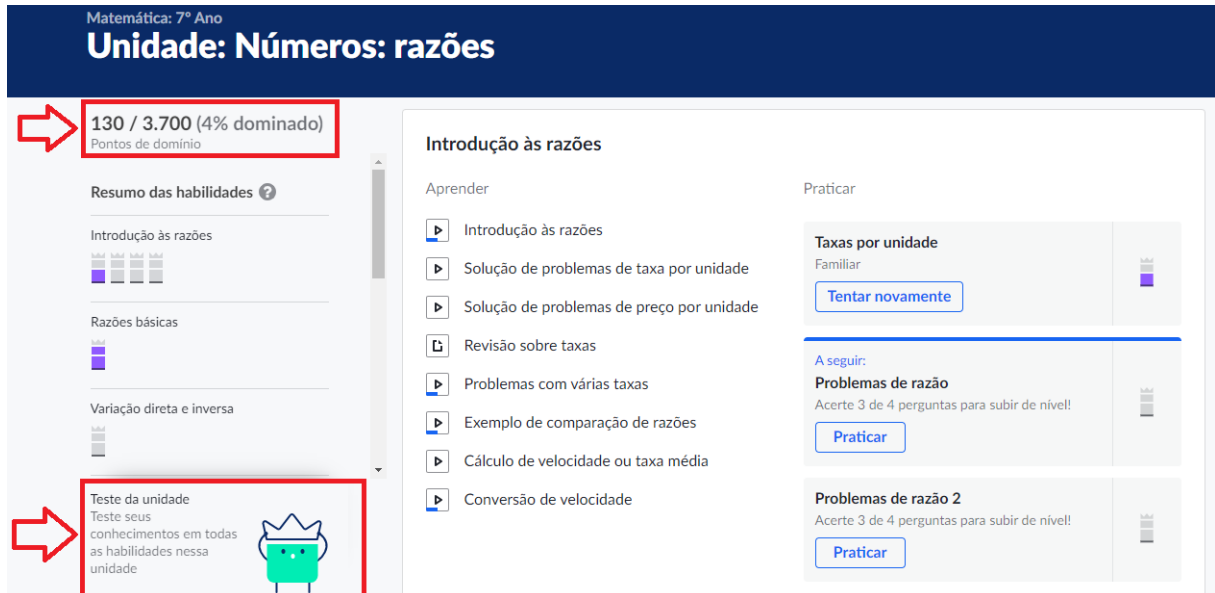 Matemática: 7º Ano
Unidade: Números: razões
130 / 3.700 (4% dominado)
Pontos de domínio
Resumo das habilidades ?
Introdução às razões
Razões básicas
Variação direta e inversa
Teste da unidade
Teste seus
conhecimentos em todas
as habilidades nessa
unidade
Introdução às razões
Aprender
Introdução às razões
Solução de problemas de taxa por unidade
Solução de problemas de preço por unidade
Revisão sobre taxas
Problemas com várias taxas
Exemplo de comparação de razões
Cálculo de velocidade ou taxa média
Conversão de velocidade
Praticar
Taxas por unidade
Familiar
Tentar novamente
A seguir:
Problemas de razão
Acerte 3 de 4 perguntas para subir de nível!
Praticar
Problemas de razão 2
Acerte 3 de 4 perguntas para subir de nível!
Praticar